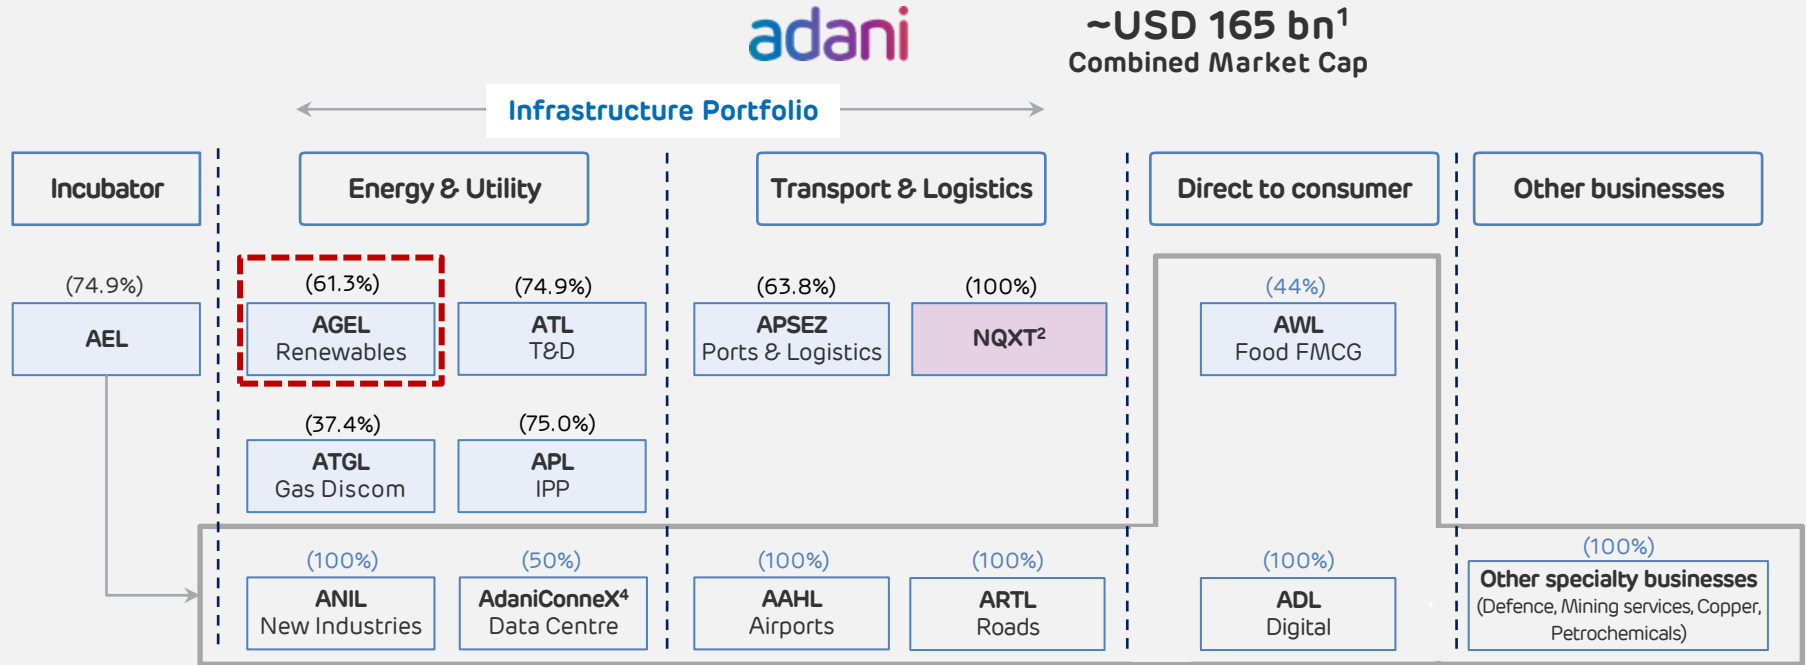 adani
~USD 165 bn¹
Combined Market Cap
Infrastructure Portfolio
Incubator
Energy & Utility
Transport & Logistics
Direct to consumer
Other businesses
(74.9%)
AEL
(61.3%)
AGEL
Renewables
(74.9%)
ATL
T&D
(63.8%)
APSEZ
Ports & Logistics
(100%)
NQXT²
(44%)
AWL
Food FMCG
(37.4%)
ATGL
Gas Discom
(75.0%)
APL
IPP
(100%)
ANIL
New Industries
(50%)
AdaniConneX⁴
Data Centre
(100%)
AAHL
Airports
(100%)
ARTL
Roads
(100%)
ADL
Digital
(100%)
Other specialty businesses
(Defence, Mining services, Copper,
Petrochemicals)